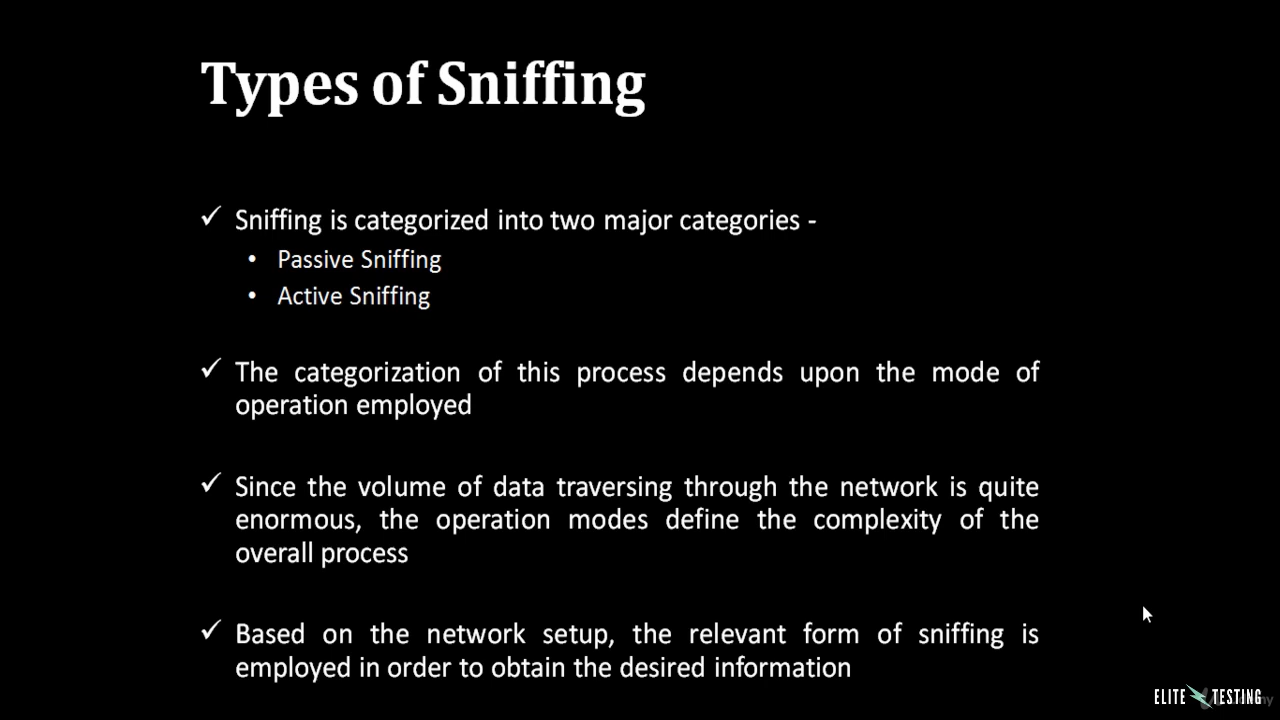 Types of Sniffing
✓ Sniffing is categorized into two major categories -
• Passive Sniffing
• Active Sniffing
✓ The categorization of this process depends upon the mode of
operation employed
✓ Since the volume of data traversing through the network is quite
enormous, the operation modes define the complexity of the
overall process
✓ Based on the network setup, the relevant form of sniffing is
employed in order to obtain the desired information
ELITE TESTING